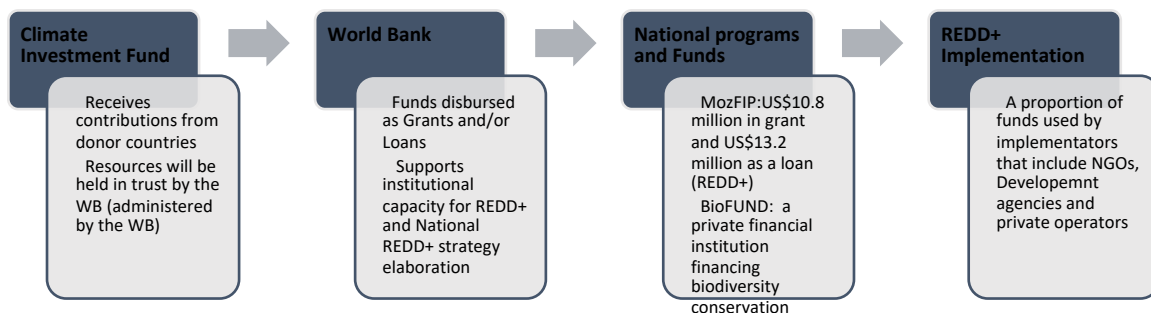 Climate
Investment Fund
Receives
contributions from
donor countries
Resources will be
held in trust by the
WB (administered
by the WB)
World Bank
Funds disbursed
as Grants and/or
Loans
Supports
institutional
capacity for REDD+
and National
REDD+ strategy
elaboration
National programs
and Funds
MozFIP:US$10.8
million in grant
and US$13.2
million as a loan
(REDD+)
BioFUND: a
private financial
institution
financing
biodiversity
conservation
REDD+
Implementation
A proportion of
funds used by
implementators
that include NGOs,
Developemnt
agencies and
private operators